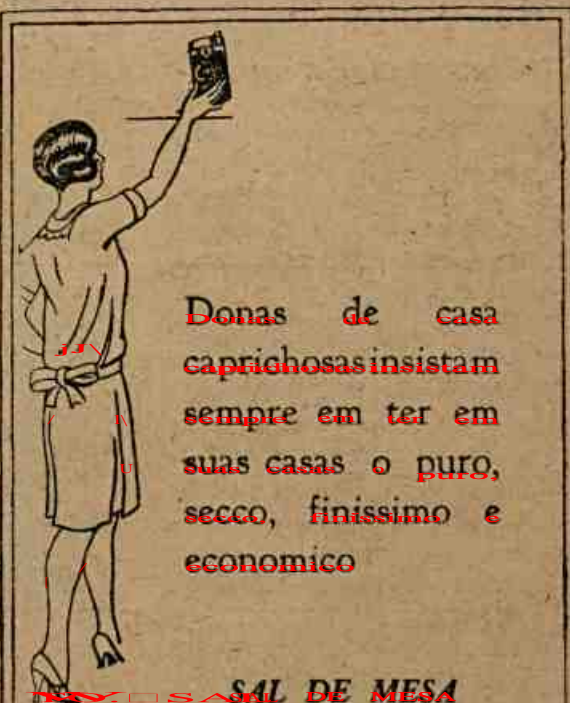 Donas de casa
caprichosas insistam
sempre em ter em
suas casas o puro,
secco, finissimo e
economico
SAL DE MESA